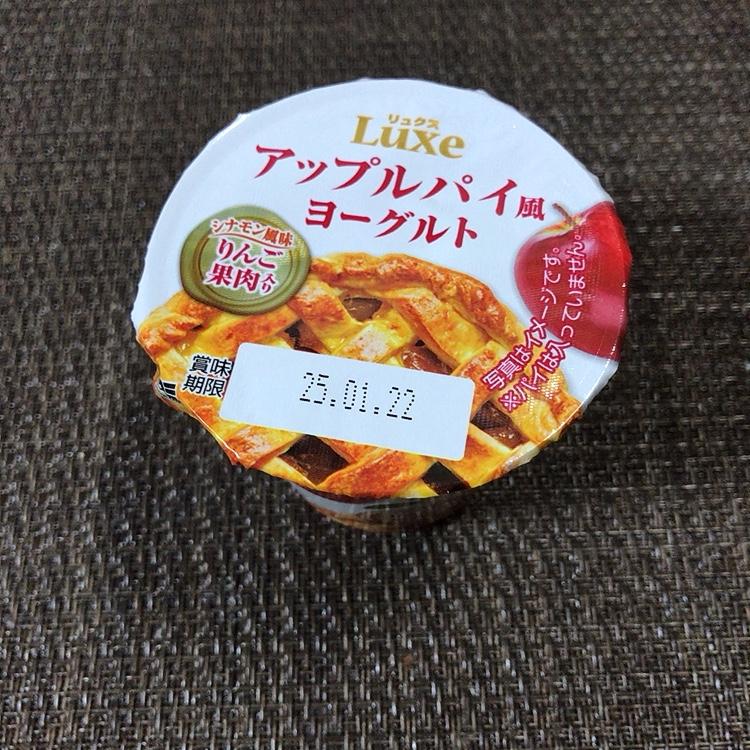 リュクス
Luxe
アップルパイ風
ヨーグルト
シナモン風味
りんご
果肉入り
写真はイメージです。
※パイは入っていません。
賞味
期限
25.01.22